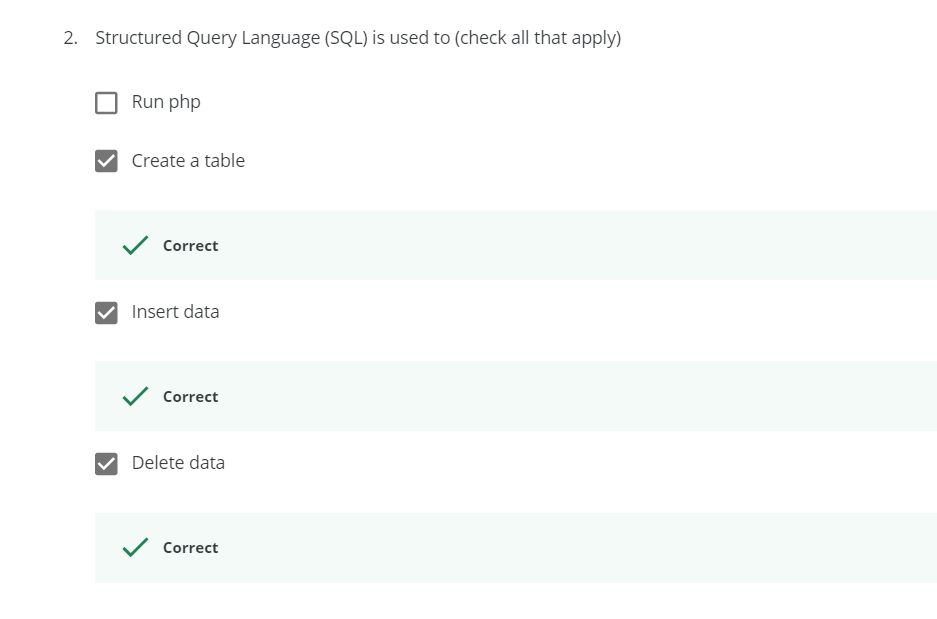 2. Structured Query Language (SQL) is used to (check all that apply)
Run php
Create a table
Correct
Insert data
Correct
Delete data
Correct